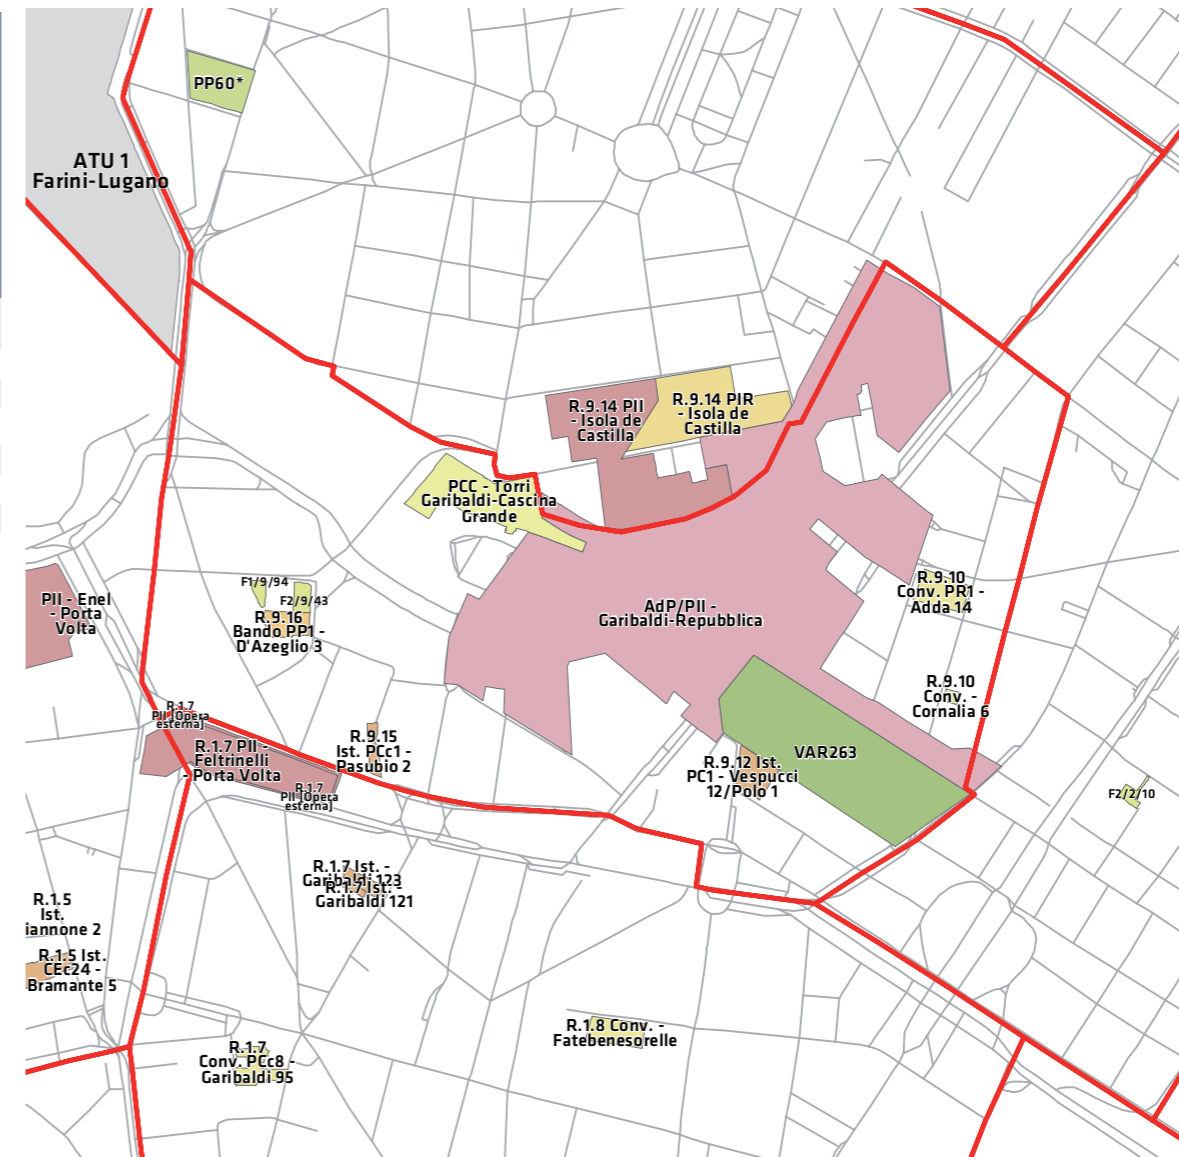 PP60*
ATU 1
Farini-Lugano
R.9.14 PII
- Isola de
Castilla
R.9.14 PIR
- Isola de
Castilla
PCC - Torri
Garibaldi-Cascina
Grande
F1/9/94
F2/9/43
R.9.16
Bando PP1 -
D'Azeglio 3
PII - Enel
- Porta
Volta
AdP/PII -
Garibaldi-Repubblica
R.9.10
Conv. PR1 -
Adda 14
R.9.10
Conv. -
Cornalia 6
R.1.7
PII [Opera
esterna]
R.1.7 PII -
Feltrinelli
- Porta Volta
R.1.7
PII [Opera
esterna]
R.9.15
Ist. PCc1 -
Pasubio 2
R.9.12 Ist.
PC1 - Vespucci
12/Polo 1
VAR263
F2/2/10
R.1.7 Ist. -
Garibaldi 123
R.1.7 Ist. -
Garibaldi 121
R.1.5
Ist.
iannone 2
R.1.5 Ist.
CEc24 -
Bramante 5
R.1.8 Conv. -
Fatebenesorelle
R.1.7
Conv. PCc8 -
Garibaldi 95